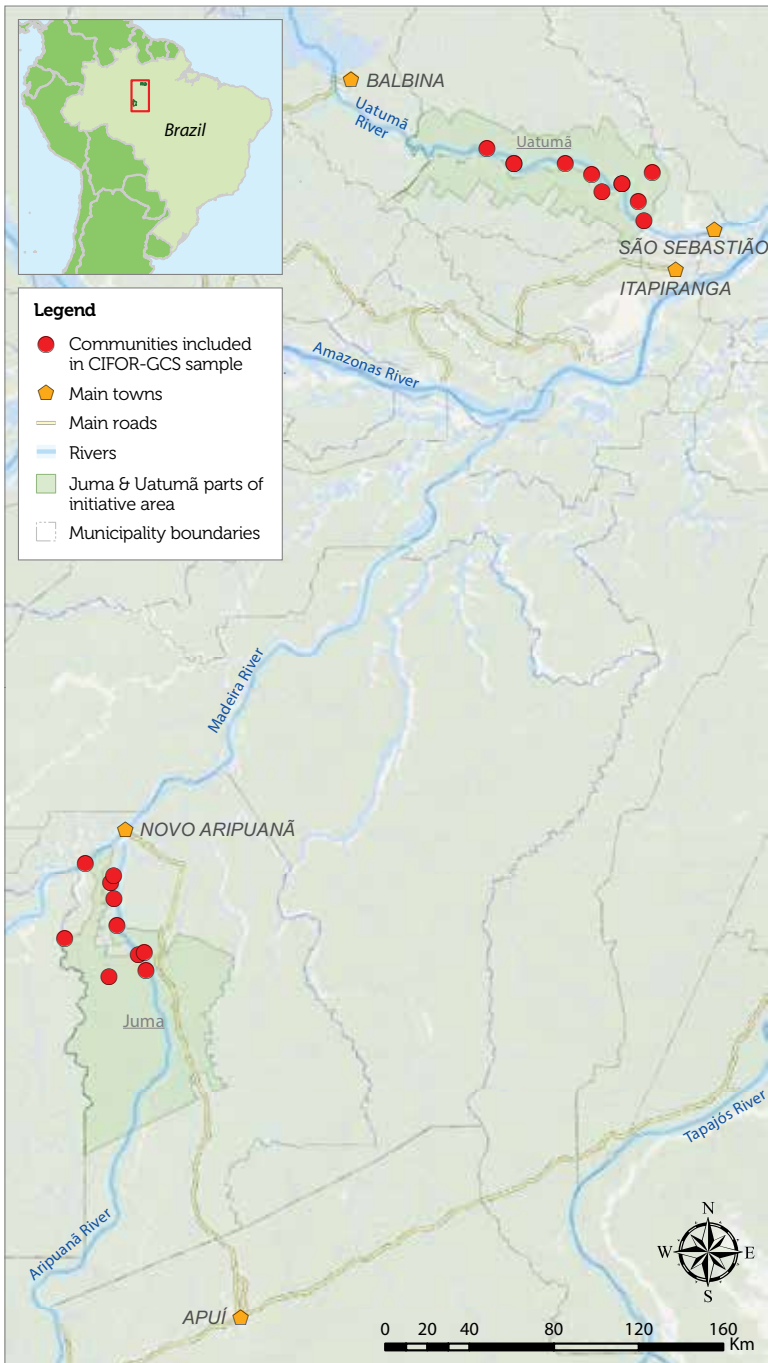 Brazil
BALBINA
Uatumã
River
Uatumã
SÃO SEBASTIÃO
ITAPIRANGA
Legend
Communities included
in CIFOR-GCS sample
Main towns
Main roads
Rivers
Juma & Uatumã parts of
initiative area
Municipality boundaries
Amazonas River
Madeira River
NOVO ARIPUANÃ
Juma
Tapajós River
Aripuanã River
APUÍ
N
W E
S
0 20 40 80 120 160
Km